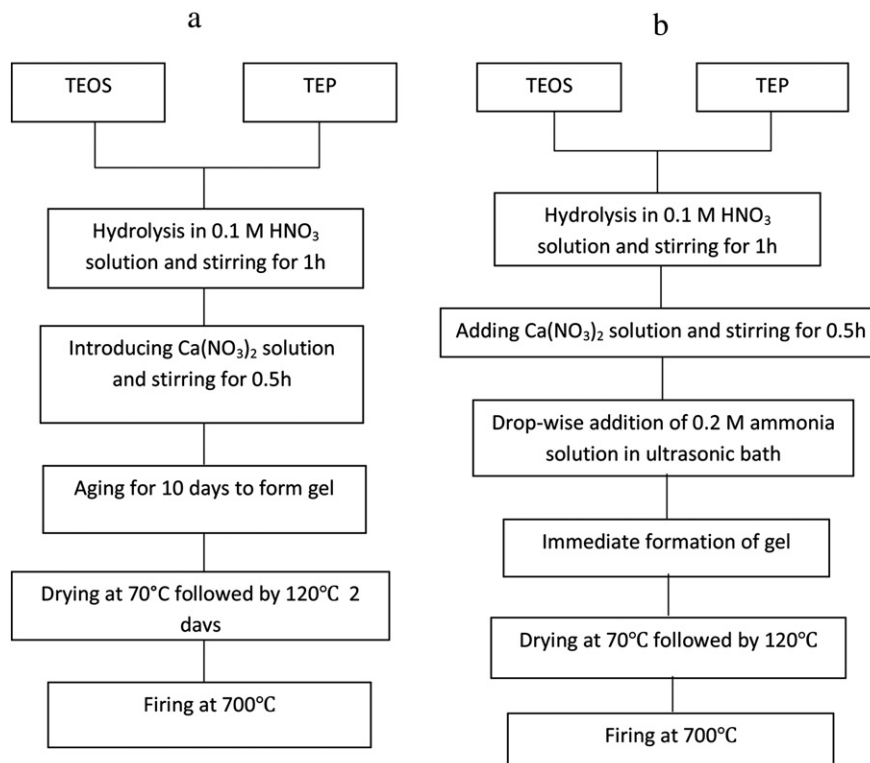 a
TEOS
TEP
Hydrolysis in 0.1 M HNO₃
solution and stirring for 1h
Introducing Ca(NO₃)₂ solution
and stirring for 0.5h
Aging for 10 days to form gel
Drying at 70°C followed by 120℃ 2
davs
Firing at 700℃
b
TEOS
TEP
Hydrolysis in 0.1 M HNO₃
solution and stirring for 1h
Adding Ca(NO₃)₂ solution and stirring for 0.5h
Drop-wise addition of 0.2 M ammonia
solution in ultrasonic bath
Immediate formation of gel
Drying at 70℃ followed by 120℃
Firing at 700℃